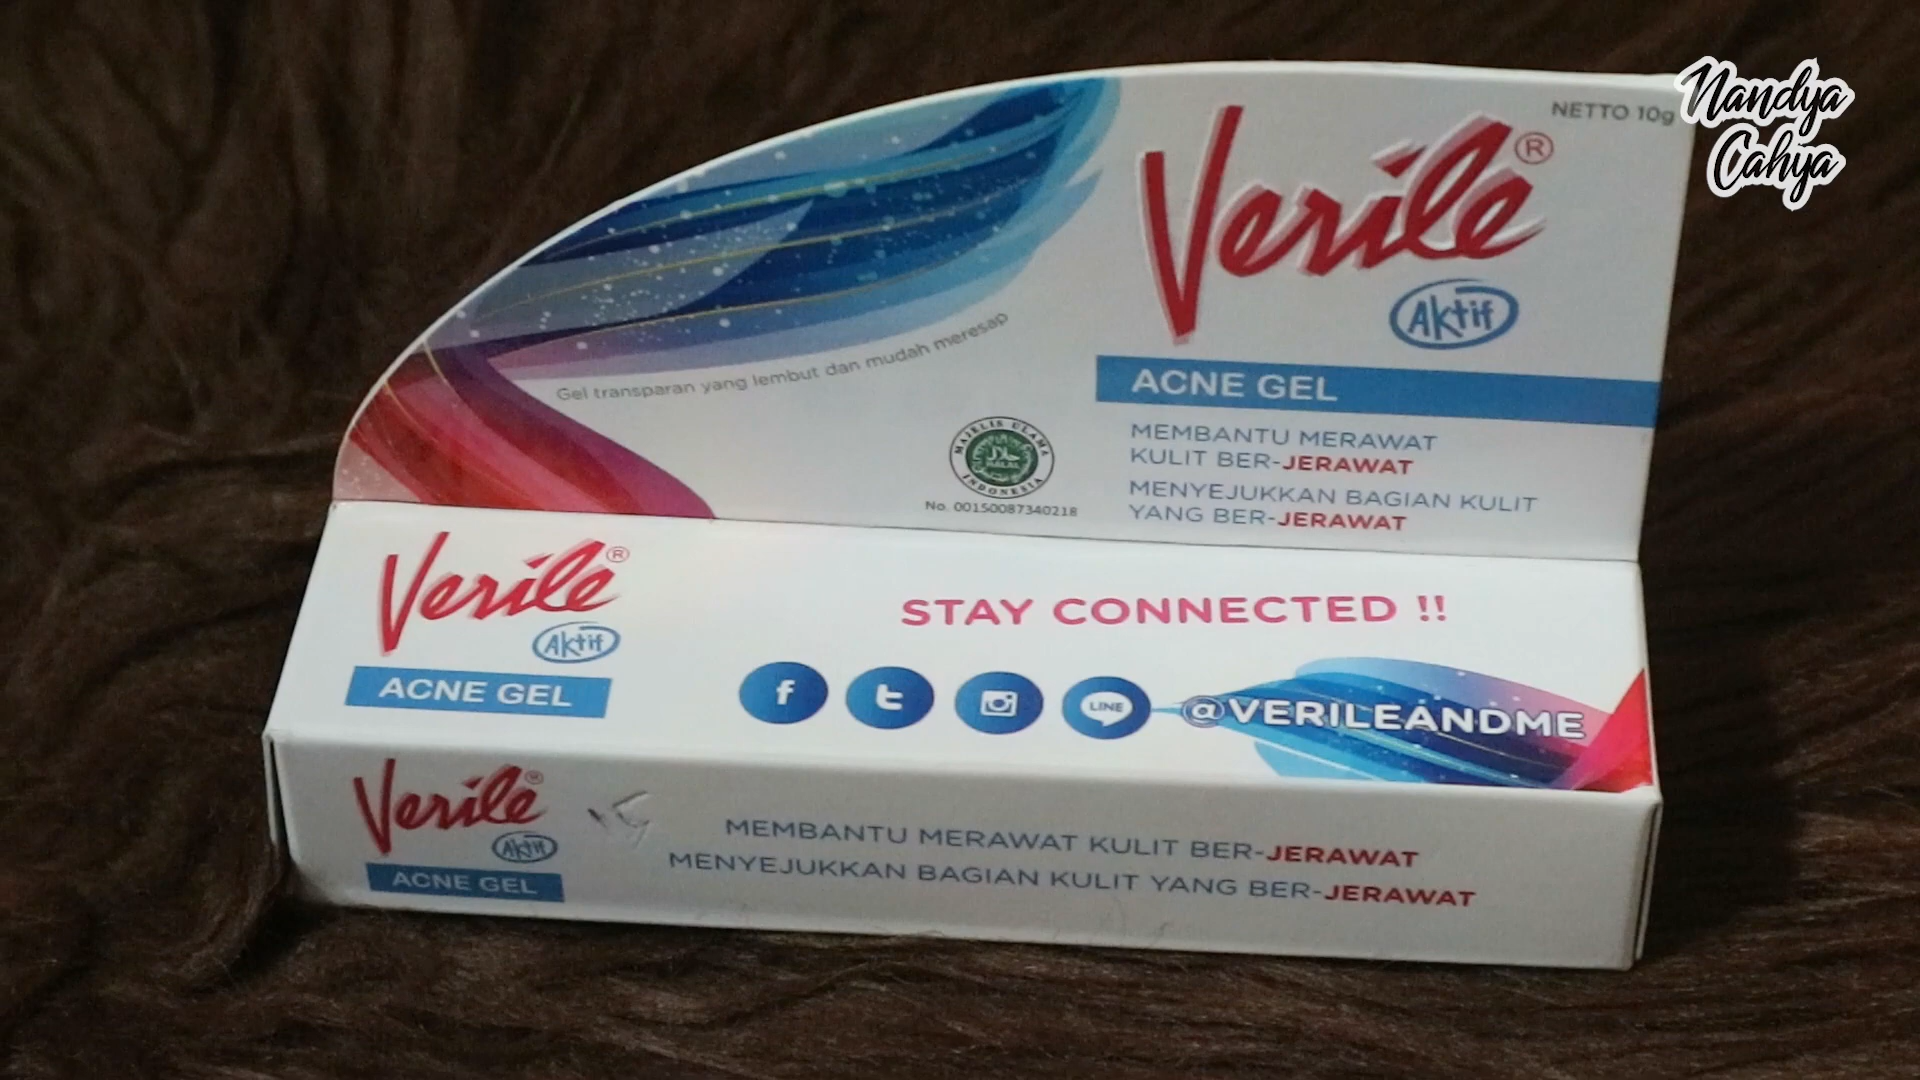 Nandya
Cahya
NETTO 10g
Verile®
Aktif
ACNE GEL
Gel transparan yang lembut dan mudah meresap
MAJELIS ULAMA
حلال
HALAL
INDONESIA
No. 00150087340218
MEMBANTU MERAWAT
KULIT BER-JERAWAT
MENYEJUKKAN BAGIAN KULIT
YANG BER-JERAWAT
Verile®
Aktif
ACNE GEL
STAY CONNECTED !!
LINE
@VERILEANDME
Verile®
Aktif
ACNE GEL
MEMBANTU MERAWAT KULIT BER-JERAWAT
MENYEJUKKAN BAGIAN KULIT YANG BER-JERAWAT